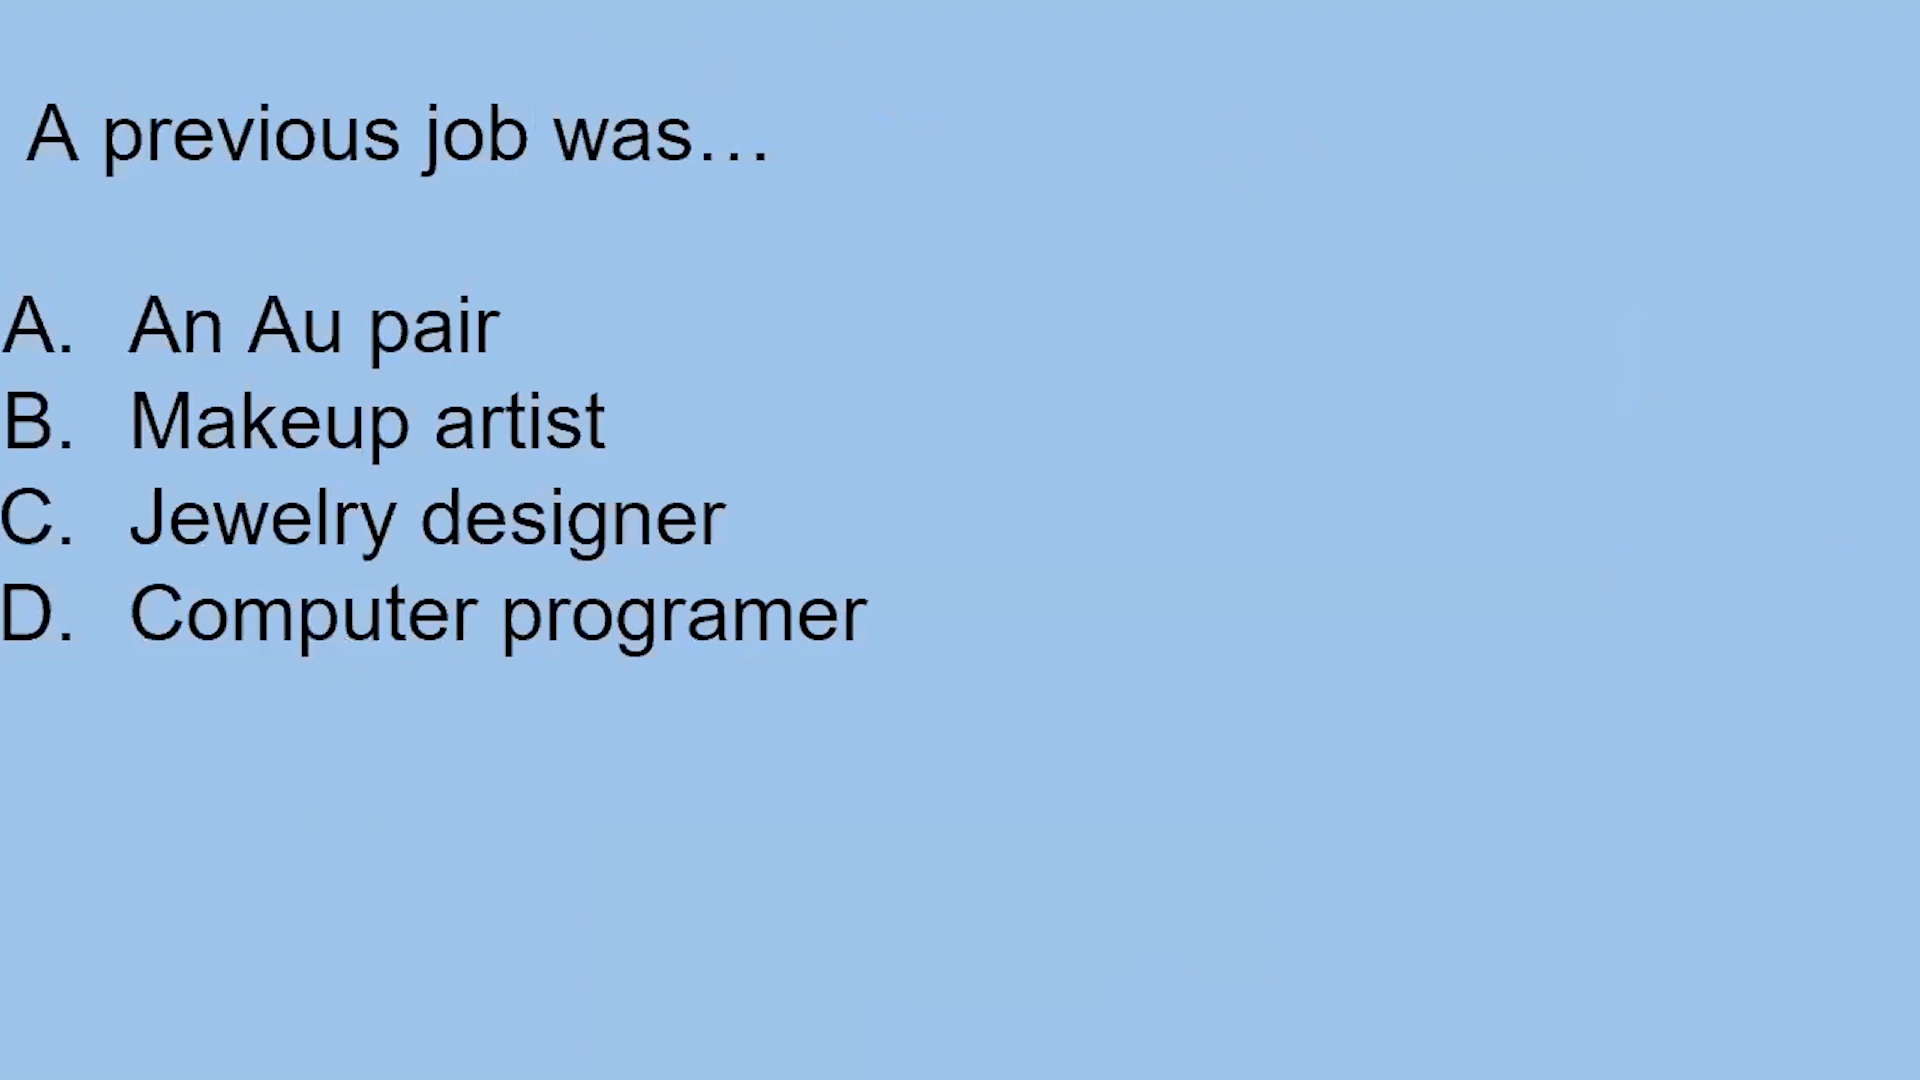 A previous job was…
A. An Au pair
B. Makeup artist
C. Jewelry designer
D. Computer programer